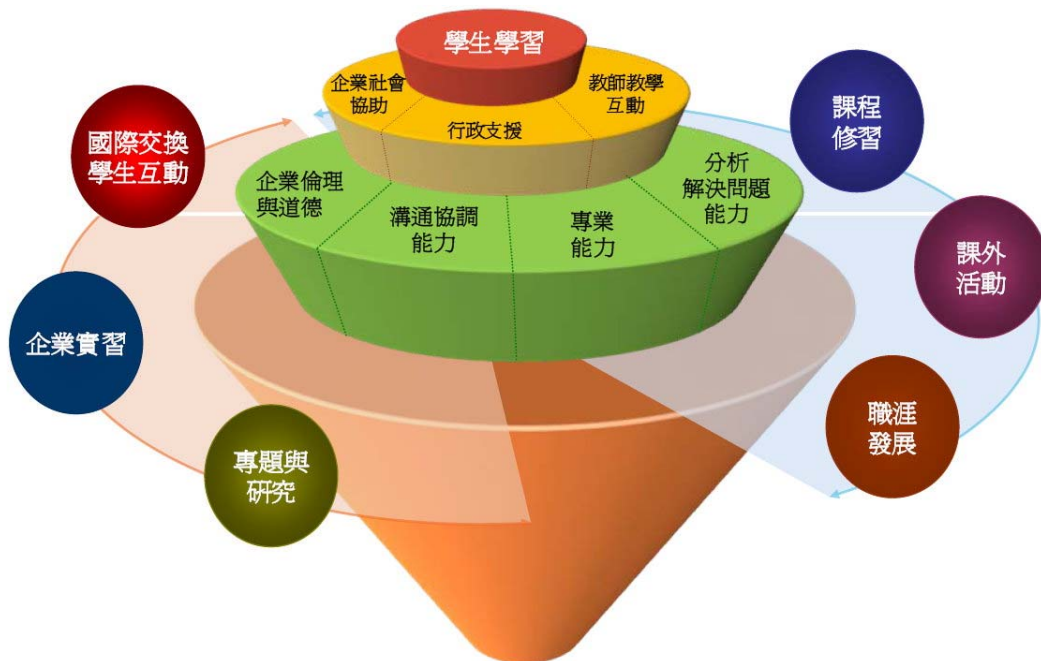 學生學習
企業社會
協助
行政支援
教師教學
互動
企業倫理
與道德
溝通協調
能力
專業
能力
分析
解決問題
能力
國際交換
學生互動
企業實習
專題與
研究
課程
修習
課外
活動
職涯
發展